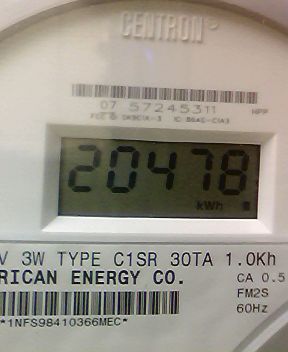 CENTRON®
07 57245311
HPP
20478
kWh
V 3W TYPE C1SR 30TA 1.0Kh
RICAN ENERGY CO.
CA 0.5
FM2S
60Hz
*1NFS98410366MEC*